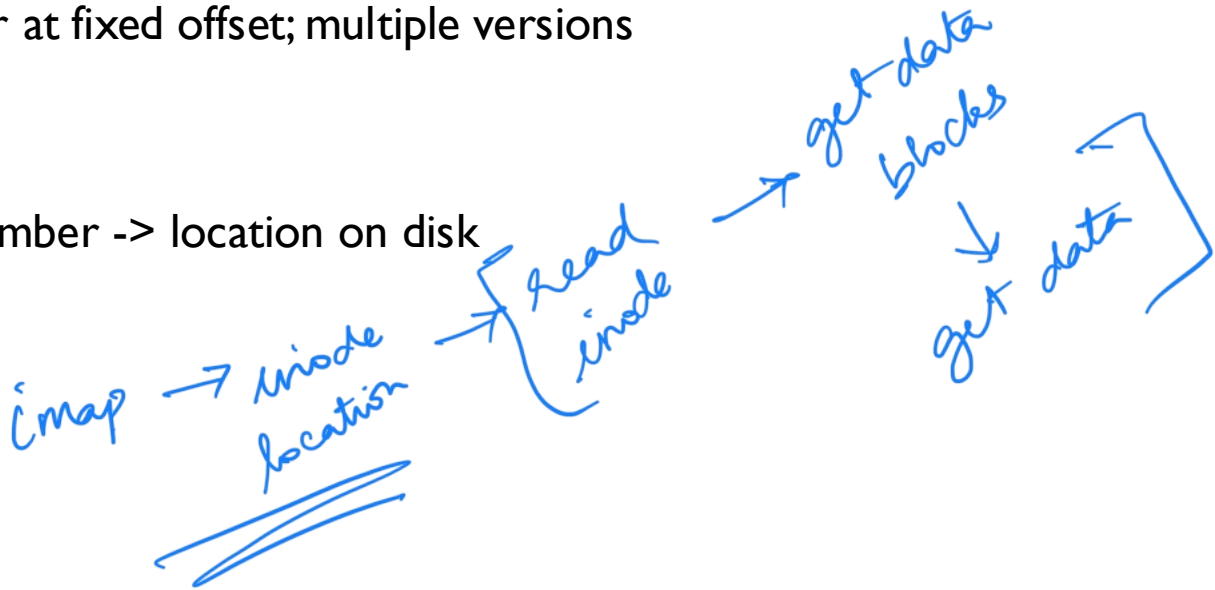 r at fixed offset; multiple versions
mber -> location on disk
imap → inode
location
→ read
inode
→ get data
blocks
↓
get data